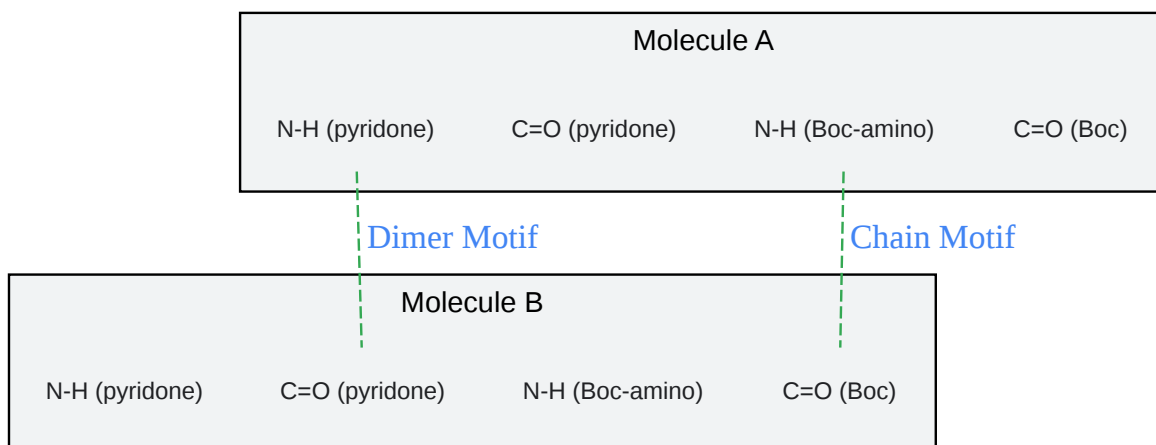 Molecule A
N-H (pyridone) C=O (pyridone) N-H (Boc-amino) C=O (Boc)
Dimer Motif Chain Motif
Molecule B
N-H (pyridone) C=O (pyridone) N-H (Boc-amino) C=O (Boc)